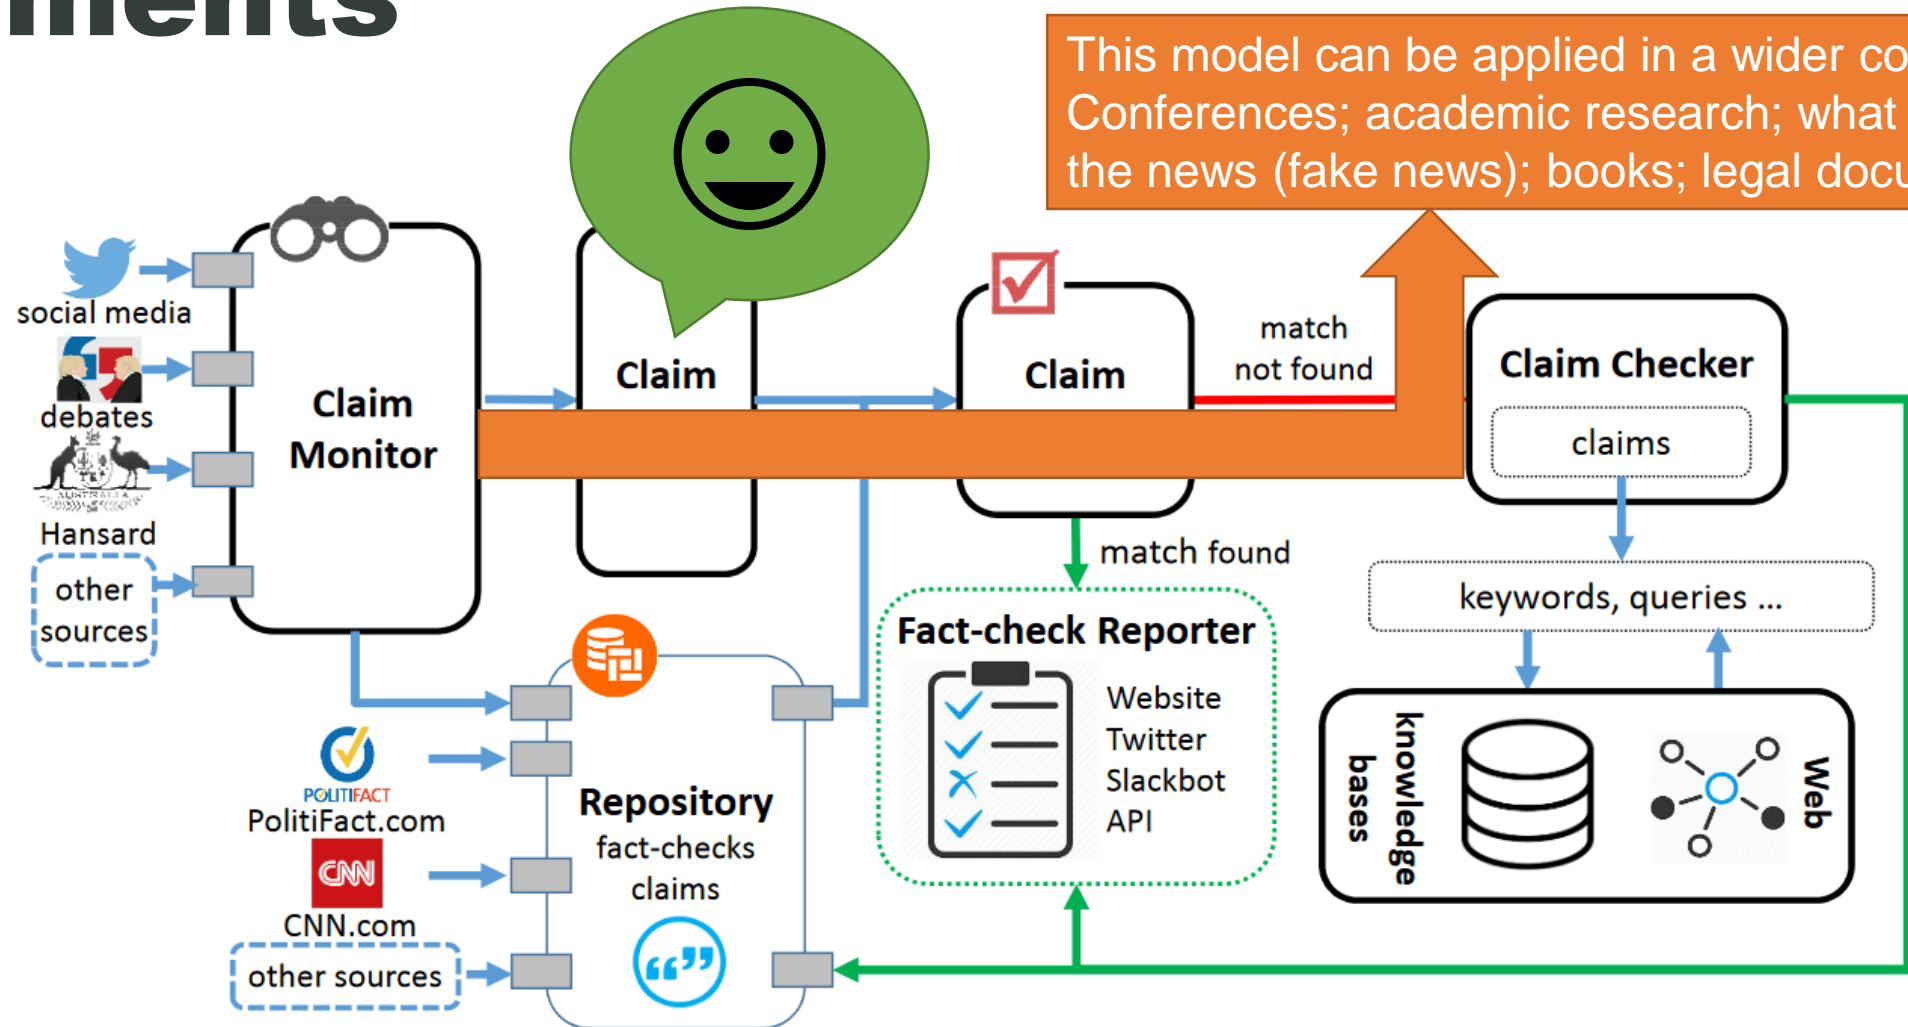 ments
This model can be applied in a wider co
Conferences; academic research; what
the news (fake news); books; legal docu
social media
debates
AUSTRALIA
Hansard
other
sources
Claim
Monitor
Claim
Claim
match
not found
Claim Checker
claims
match found
keywords, queries ...
Fact-check Reporter
Website
Twitter
Slackbot
API
knowledge
bases
Web
POLITIFACT
PolitiFact.com
CNN
CNN.com
other sources
Repository
fact-checks
claims